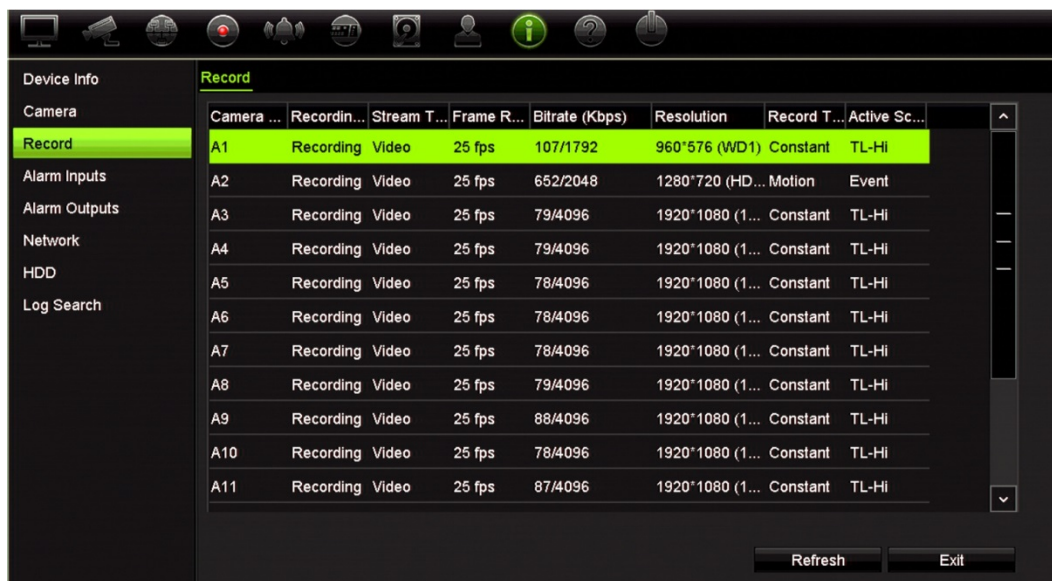 Device Info
Camera
Record
Alarm Inputs
Alarm Outputs
Network
HDD
Log Search
Record
Camera ... Recordin... Stream T... Frame R... Bitrate (Kbps) Resolution Record T... Active Sc...
A1 Recording Video 25 fps 107/1792 960*576 (WD1) Constant TL-Hi
A2 Recording Video 25 fps 652/2048 1280*720 (HD... Motion Event
A3 Recording Video 25 fps 79/4096 1920*1080 (1... Constant TL-Hi
A4 Recording Video 25 fps 79/4096 1920*1080 (1... Constant TL-Hi
A5 Recording Video 25 fps 78/4096 1920*1080 (1... Constant TL-Hi
A6 Recording Video 25 fps 78/4096 1920*1080 (1... Constant TL-Hi
A7 Recording Video 25 fps 78/4096 1920*1080 (1... Constant TL-Hi
A8 Recording Video 25 fps 79/4096 1920*1080 (1... Constant TL-Hi
A9 Recording Video 25 fps 88/4096 1920*1080 (1... Constant TL-Hi
A10 Recording Video 25 fps 78/4096 1920*1080 (1... Constant TL-Hi
A11 Recording Video 25 fps 87/4096 1920*1080 (1... Constant TL-Hi
Refresh Exit